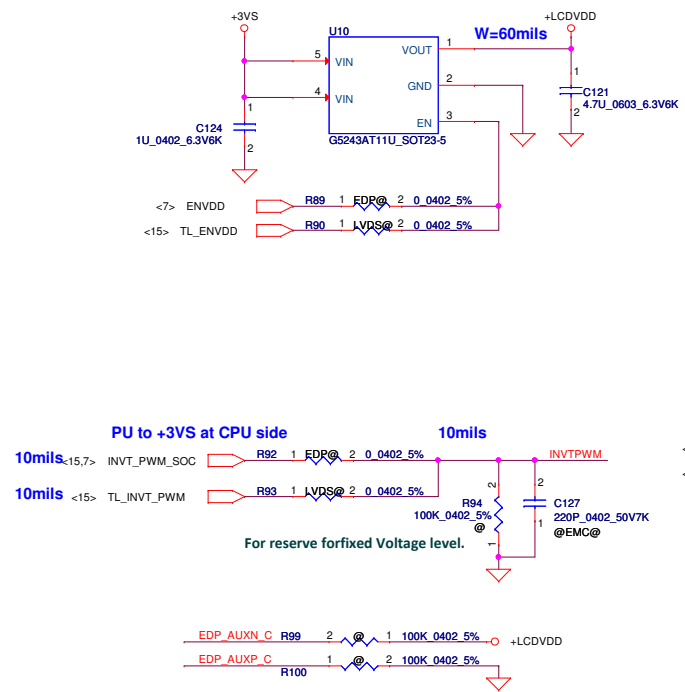 +3VS
+LCDVDD
U10
W=60mils
5 VIN VOUT 1
4 VIN GND 2
EN 3
G5243AT11U_SOT23-5
1
C124
1U_0402_6.3V6K
2
1
C121
4.7U_0603_6.3V6K
2
<7> ENVDD R89 1 EDP@ 2 0_0402_5%
<15> TL_ENVDD R90 1 LVDS@ 2 0_0402_5%
PU to +3VS at CPU side
10mils
10mils <15,7> INVT_PWM_SOC R92 1 EDP@ 2 0_0402_5% INVTPWM
10mils <15> TL_INVT_PWM R93 1 LVDS@ 2 0_0402_5%
2
R94
100K_0402_5%
@
1
2
C127
220P_0402_50V7K
1
@EMC@
For reserve forfixed Voltage level.
EDP_AUXN_C R99 2 @ 1 100K_0402_5% +LCDVDD
EDP_AUXP_C R100 1 @ 2 100K_0402_5%